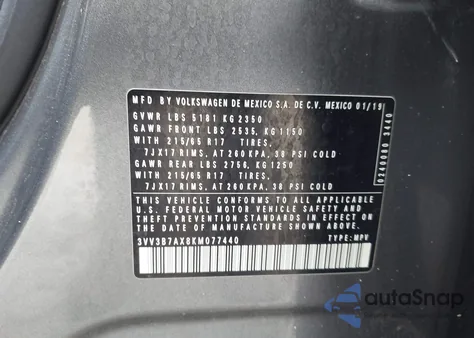 MFD BY VOLKSWAGEN DE MEXICO S.A. DE C.V. MEXICO 01/19
GVWR LBS 5181 KG 2350
GAWR FRONT LBS 2535, KG 1150
WITH 215/65 R17 TIRES,
7JX17 RIMS, AT 260 KPA, 38 PSI COLD
GAWR REAR LBS 2756, KG 1250
WITH 215/65 R17 TIRES,
7JX17 RIMS, AT 260 KPA, 38 PSI COLD
THIS VEHICLE CONFORMS TO ALL APPLICABLE
U.S. FEDERAL MOTOR VEHICLE SAFETY AND
THEFT PREVENTION STANDARDS IN EFFECT ON
THE DATE OF MANUFACTURE SHOWN ABOVE
3VV3B7AX8KM077440 TYPE: MPV
0240080 3440
autoSnap